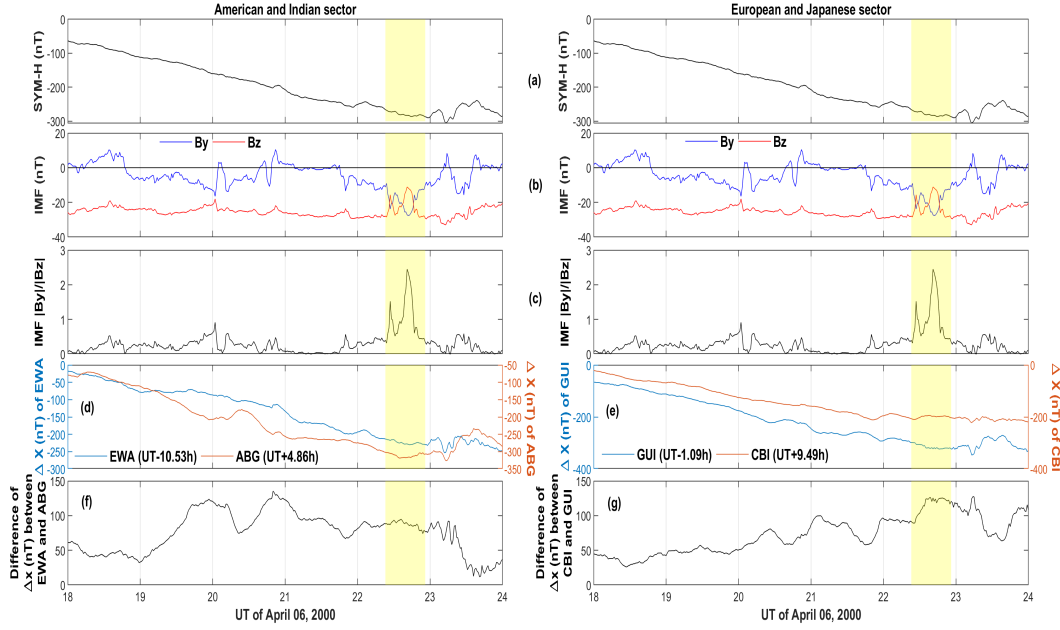 American and Indian sector
European and Japanese sector
SYM-H (nT)
0
-100
-200
-300
(a)
SYM-H (nT)
0
-100
-200
-300
IMF (nT)
20
0
-20
-40
By
Bz
(b)
IMF (nT)
20
0
-20
-40
By
Bz
IMF |By|/|Bz|
3
2
1
0
(c)
IMF |By|/|Bz|
3
2
1
0
Δ X (nT) of EWA
0
-50
-100
-150
-200
-250
-300
(d)
EWA (UT-10.53h)
ABG (UT+4.86h)
-50
-100
-150
-200
-250
-300
-350
Δ X (nT) of ABG
Δ X (nT) of GUI
0
-200
-400
(e)
GUI (UT-1.09h)
CBI (UT+9.49h)
0
-200
-400
Δ X (nT) of CBI
Difference of
Δx (nT) between
EWA and ABG
150
100
50
0
(f)
18 19 20 21 22 23 24
UT of April 06, 2000
Difference of
Δx (nT) between
CBI and GUI
150
100
50
0
(g)
18 19 20 21 22 23 24
UT of April 06, 2000